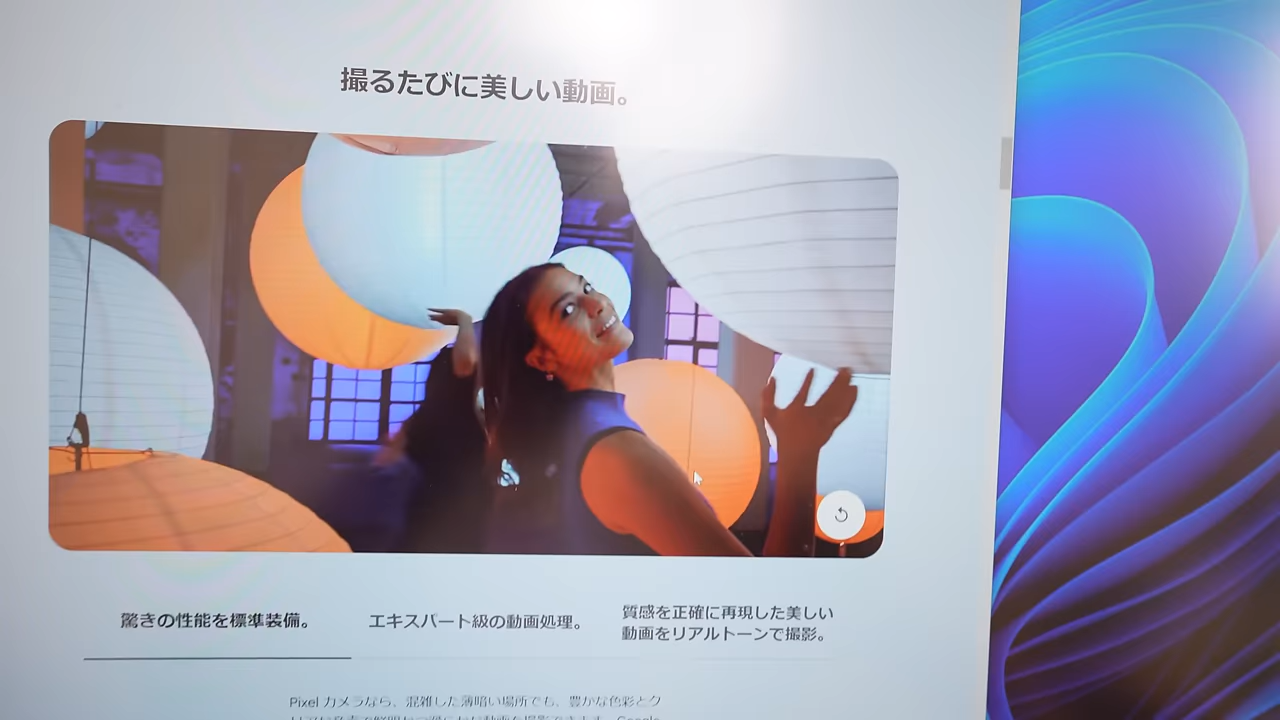 撮るたびに美しい動画。
驚きの性能を標準装備。
エキスパート級の動画処理。
質感を正確に再現した美しい
動画をリアルトーンで撮影。
Pixel カメラなら、混雑した薄暗い場所でも、豊かな色彩とク